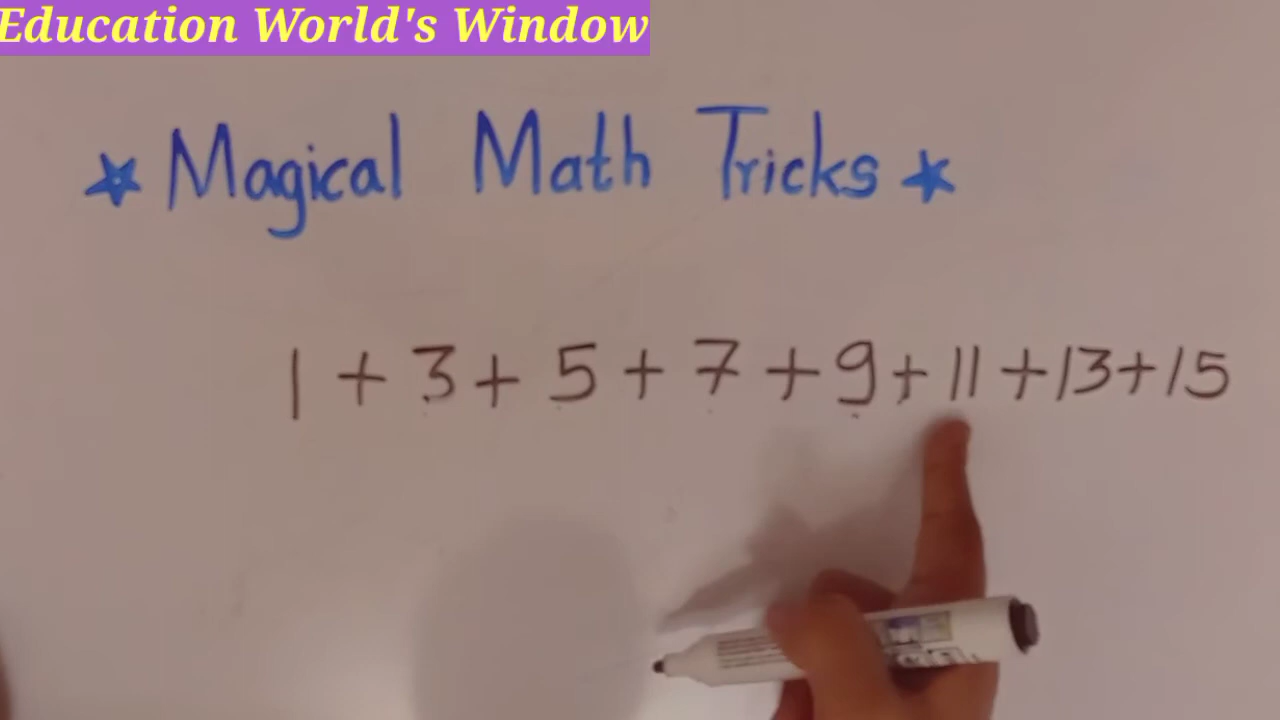 Education World's Window
☆ Magical Math Tricks ☆
1 + 3 + 5 + 7 + 9 + 11 + 13 + 15